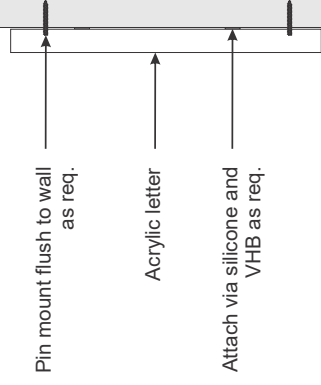 Pin mount flush to wall
as req.
Acrylic letter
Attach via silicone and
VHB as req.